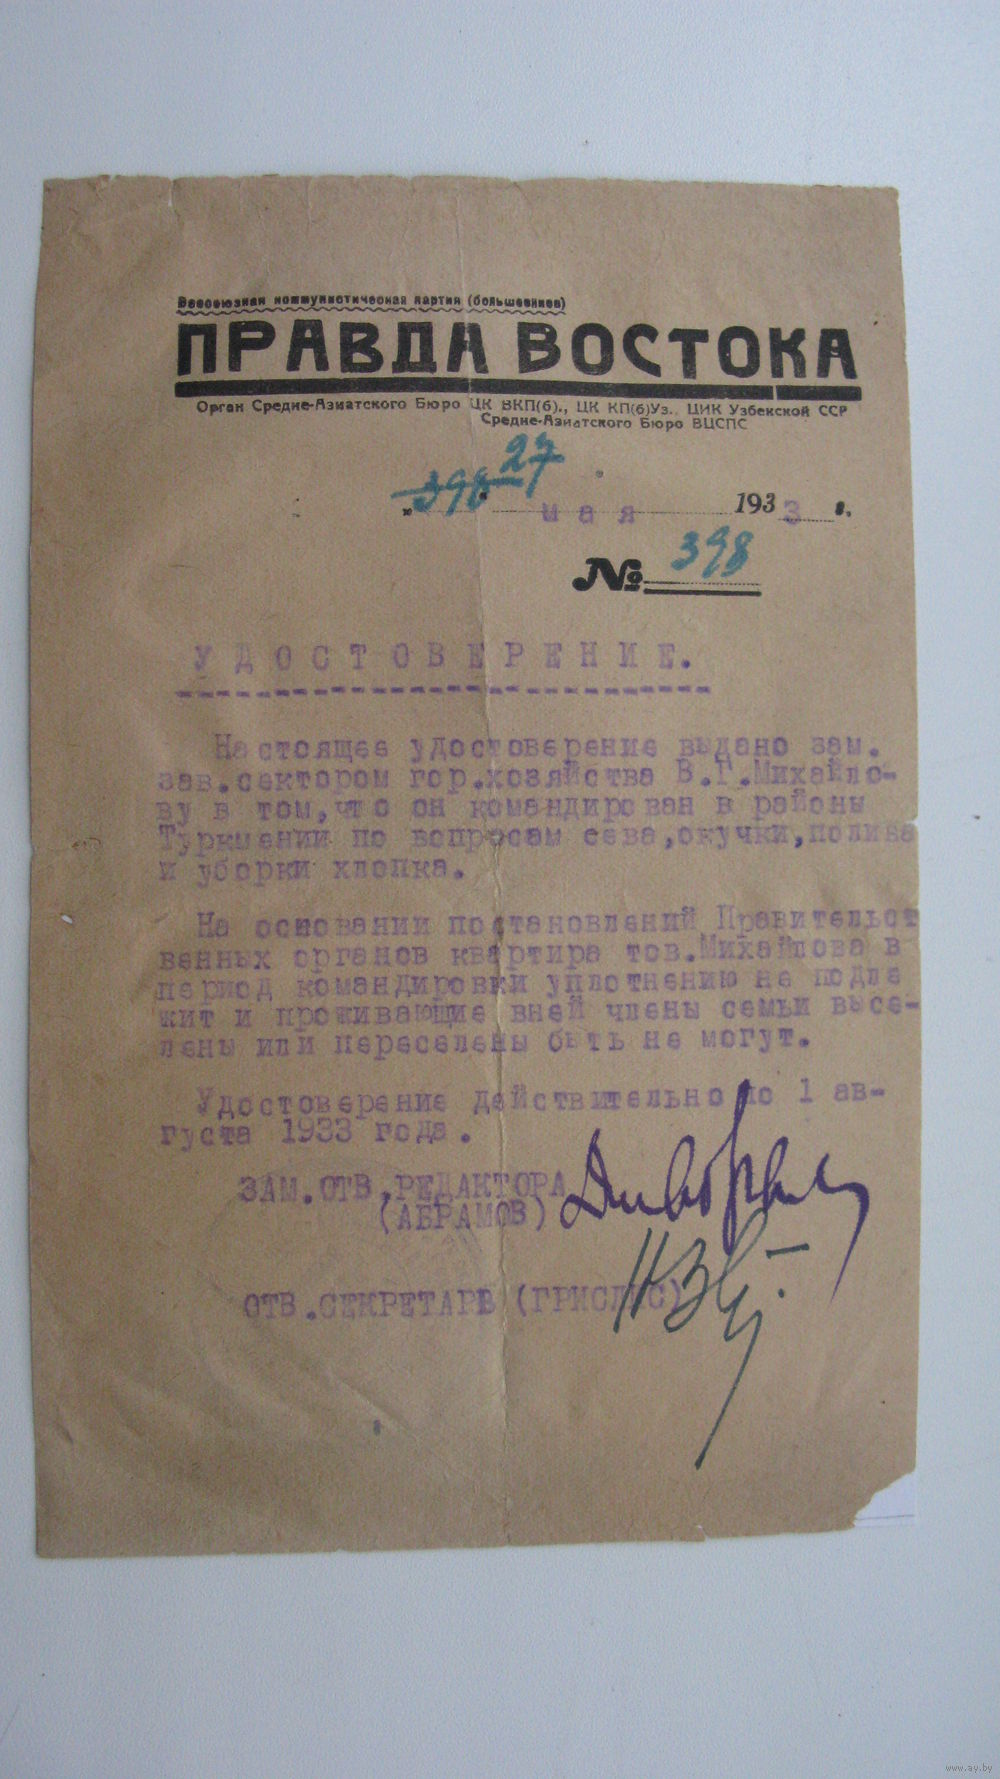 Всесоюзная коммунистическая партия (большевиков)
ПРАВДА ВОСТОКА
Орган Средне-Азиатского Бюро ЦК ВКП(б)., ЦК КП(б)Уз., ЦИК Узбекской ССР
Средне-Азиатского Бюро ВЦСПС
398 27
" " мая 1933 г.
№ 398
УДОСТОВЕРЕНИЕ.
Настоящее удостоверение выдано зам.
зав.сектором гор.хозяйства В.Г.Михайло-
ву в том,что он командирован в районы
Туркмении по вопросам сева,окучки,полива
и уборки хлопка.
На основании постановлений Правительст
венных органов квартира тов.Михайлова в
период командировки уплотнению не подле
жит и проживающие вней члены семьи высе-
лены или переселены быть не могут.
Удостоверение действительно по 1 ав-
густа 1933 года.
ЗАМ.ОТВ.РЕДАКТОРА
(АБРАМОВ)
ОТВ.СЕКРЕТАРЬ
www.ay.by